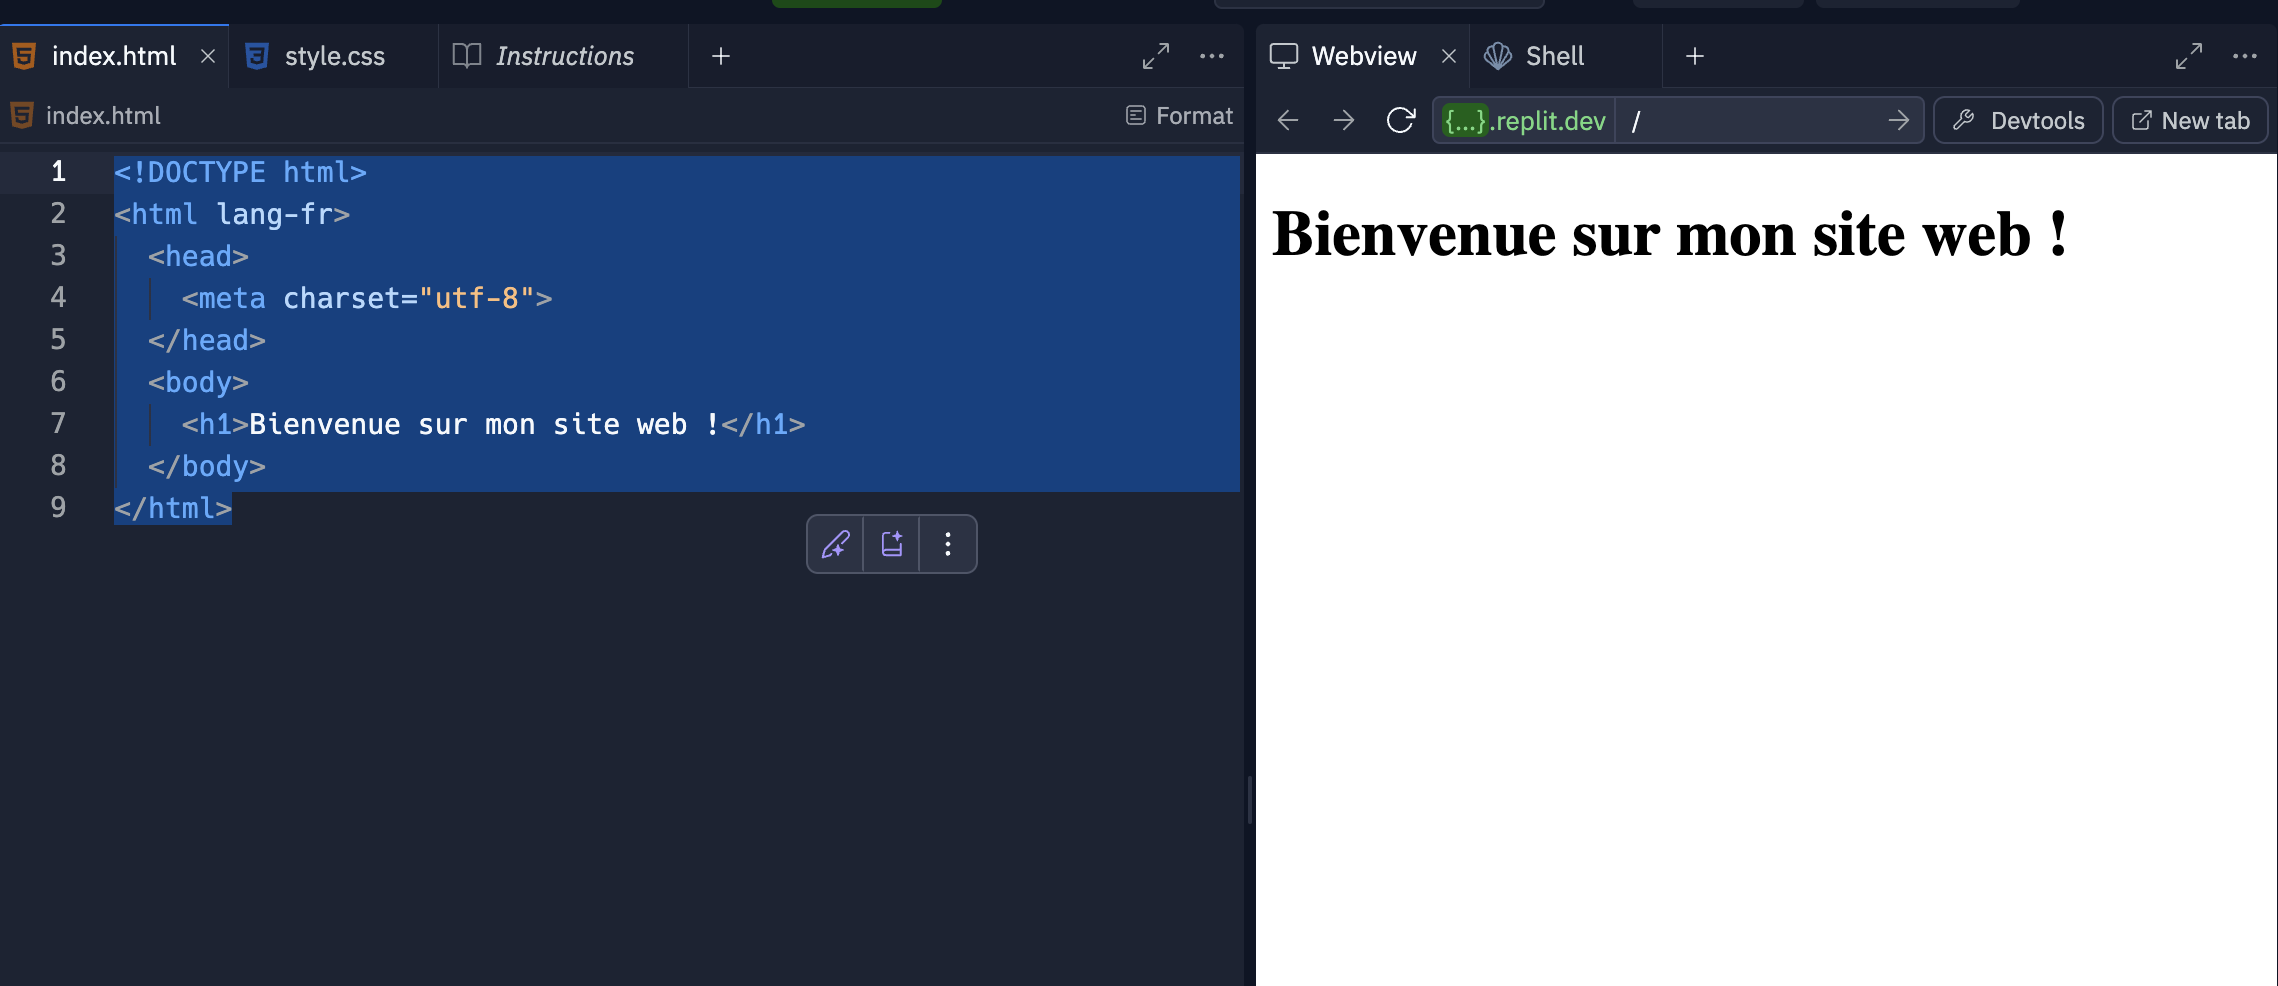 index.html
style.css
Instructions
index.html
Format
1 <!DOCTYPE html>
2 <html lang-fr>
3 <head>
4 <meta charset="utf-8">
5 </head>
6 <body>
7 <h1>Bienvenue sur mon site web !</h1>
8 </body>
9 </html>
Webview
Shell
{...}.replit.dev /
Devtools
New tab
Bienvenue sur mon site web !